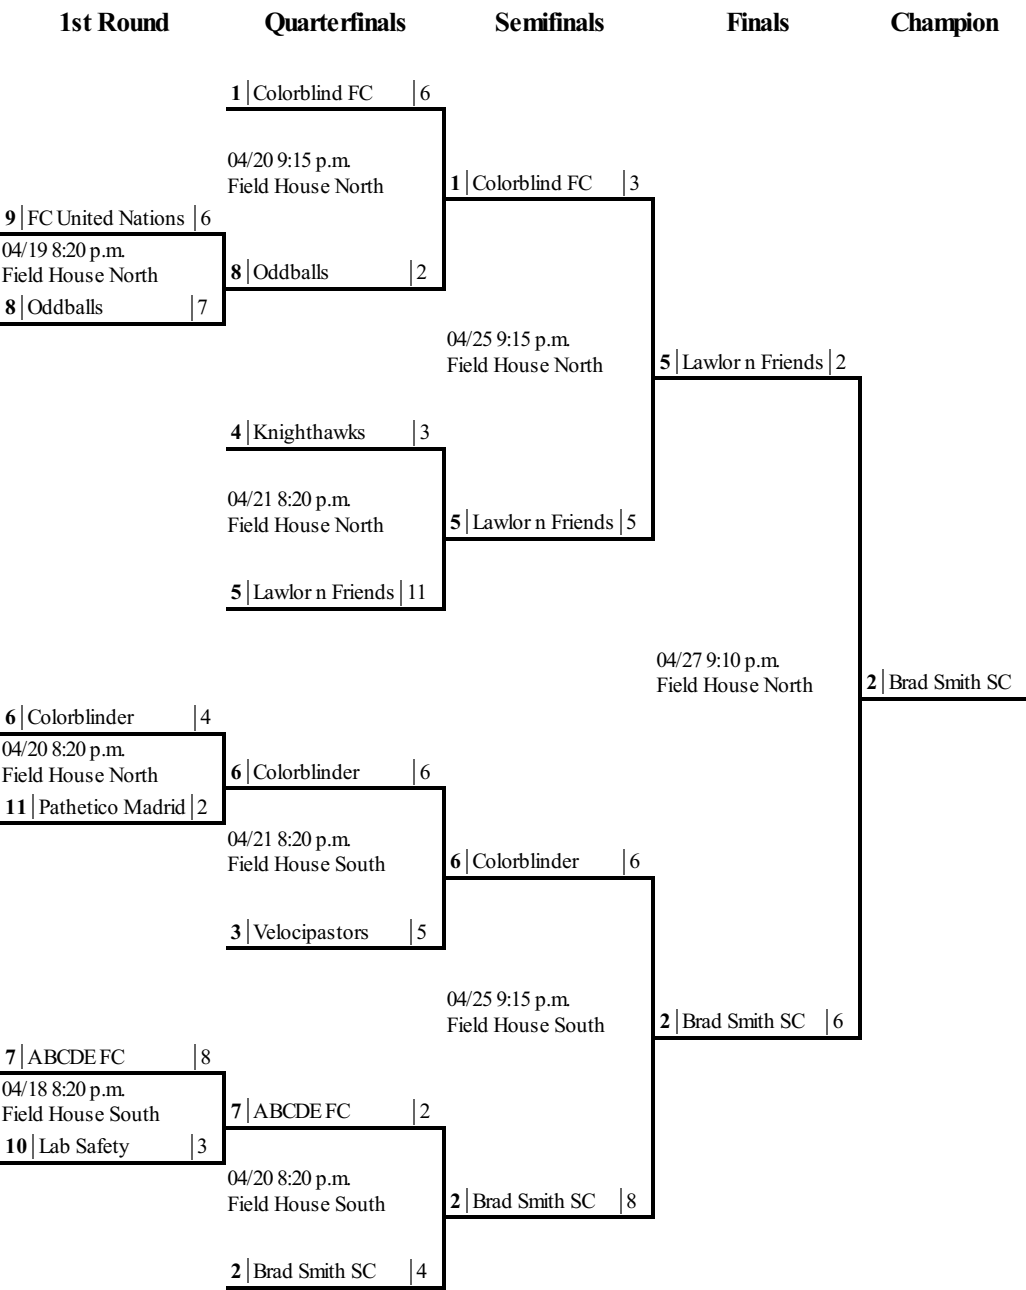 1st Round Quarterfinals Semifinals Finals Champion
1 Colorblind FC 6
04/20 9:15 p.m.
Field House North
1 Colorblind FC 3
9 FC United Nations 6
04/19 8:20 p.m.
Field House North
8 Oddballs 7
8 Oddballs 2
04/25 9:15 p.m.
Field House North
5 Lawlor n Friends 2
4 Knighthawks 3
04/21 8:20 p.m.
Field House North
5 Lawlor n Friends 5
5 Lawlor n Friends 11
04/27 9:10 p.m.
Field House North
2 Brad Smith SC
6 Colorblinder 4
04/20 8:20 p.m.
Field House North
11 Pathetico Madrid 2
6 Colorblinder 6
04/21 8:20 p.m.
Field House South
6 Colorblinder 6
3 Velocipastors 5
04/25 9:15 p.m.
Field House South
2 Brad Smith SC 6
7 ABCDE FC 8
04/18 8:20 p.m.
Field House South
10 Lab Safety 3
7 ABCDE FC 2
04/20 8:20 p.m.
Field House South
2 Brad Smith SC 8
2 Brad Smith SC 4